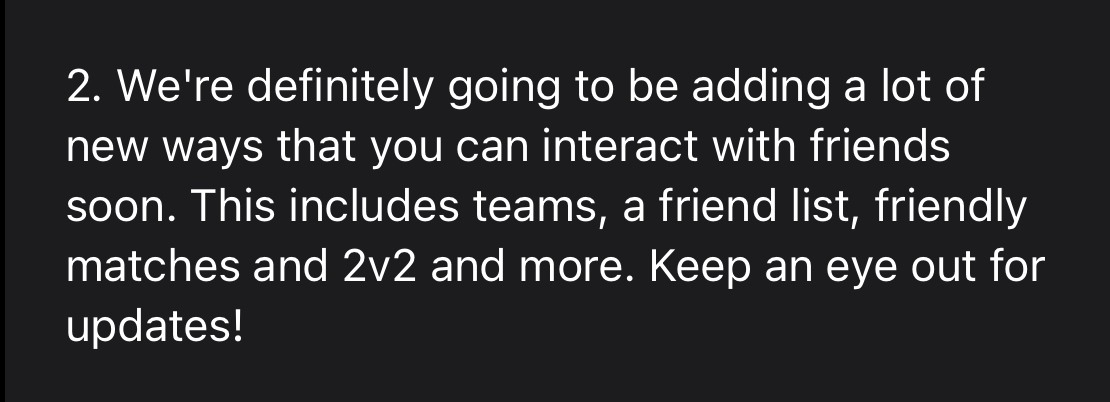 2. We're definitely going to be adding a lot of
new ways that you can interact with friends
soon. This includes teams, a friend list, friendly
matches and 2v2 and more. Keep an eye out for
updates!